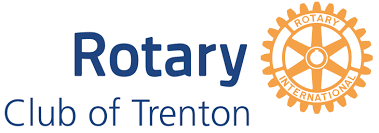 Rotary
Club of Trenton
ROTARY
INTERNATIONAL